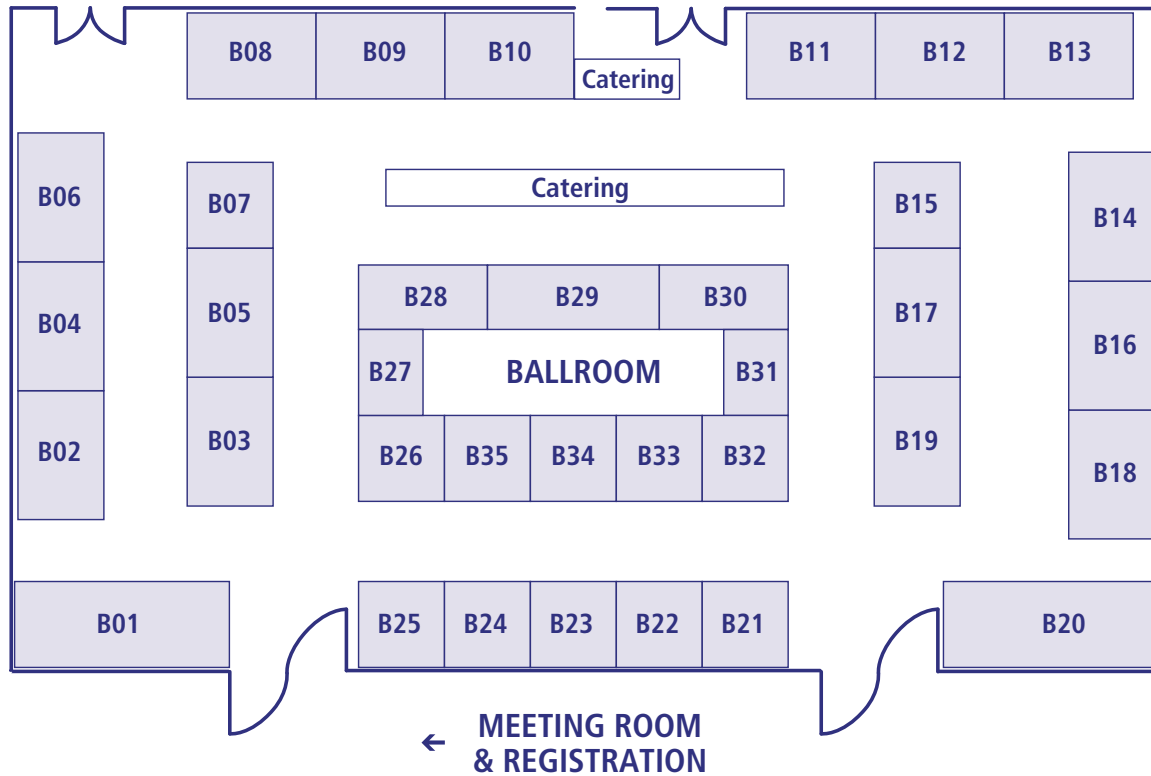 B08 B09 B10 B11 B12 B13
Catering
B06 B07 Catering B15 B14
B28 B29 B30
B04 B05 B17 B16
B27 BALLROOM B31
B02 B03 B26 B35 B34 B33 B32 B19 B18
B01 B25 B24 B23 B22 B21 B20
← MEETING ROOM
& REGISTRATION